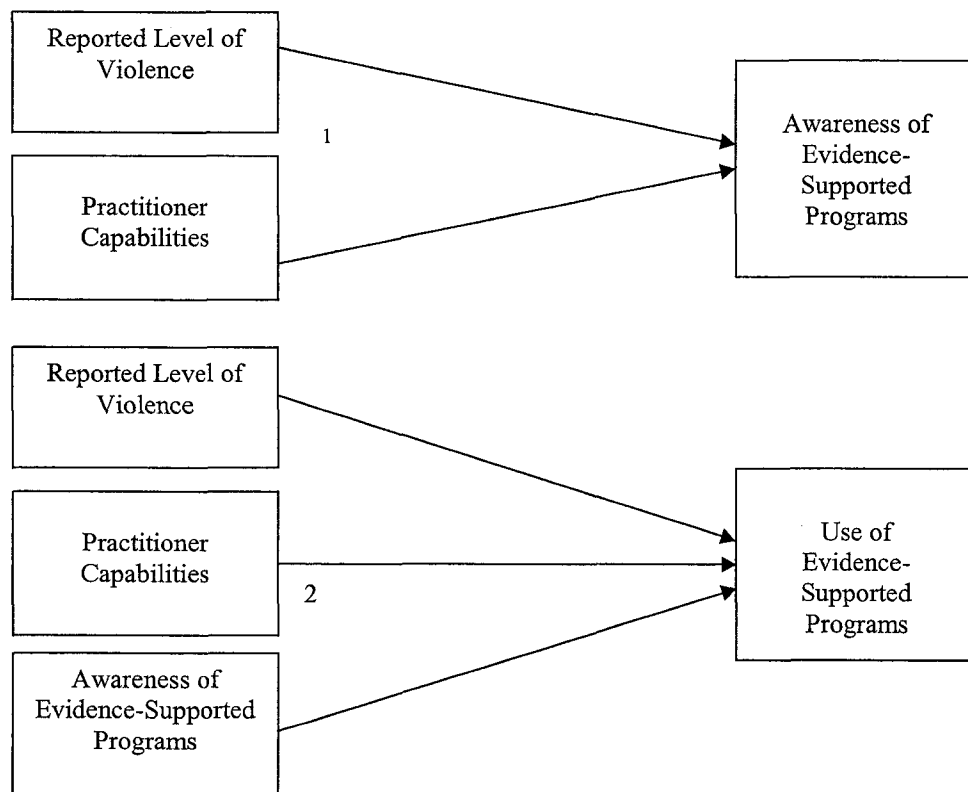 Reported Level of
Violence
1
Practitioner
Capabilities
Awareness of
Evidence-
Supported
Programs
Reported Level of
Violence
Practitioner
Capabilities
2
Awareness of
Evidence-Supported
Programs
Use of
Evidence-
Supported
Programs